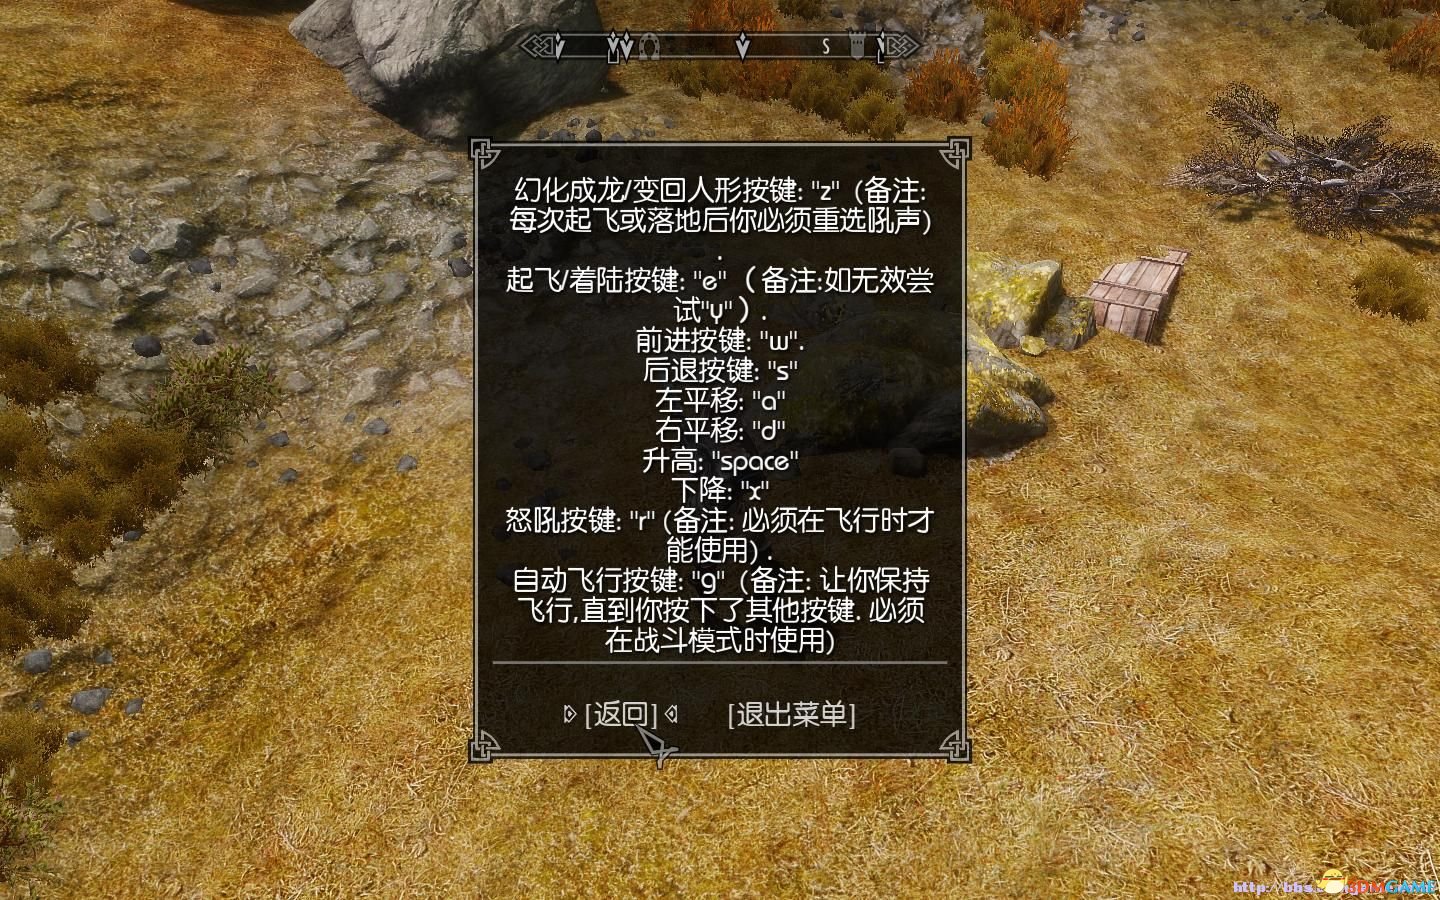 S
幻化成龙/变回人形按键: "z" (备注:
每次起飞或落地后你必须重选吼声)
.
起飞/着陆按键: "e" （备注:如无效尝
试"y" ）.
前进按键: "w".
后退按键: "s"
左平移: "a"
右平移: "d"
升高: "space"
下降: "x"
怒吼按键: "r" (备注: 必须在飞行时才
能使用) .
自动飞行按键: "g" (备注: 让你保持
飞行,直到你按下了其他按键. 必须
在战斗模式时使用)
[返回] [退出菜单]